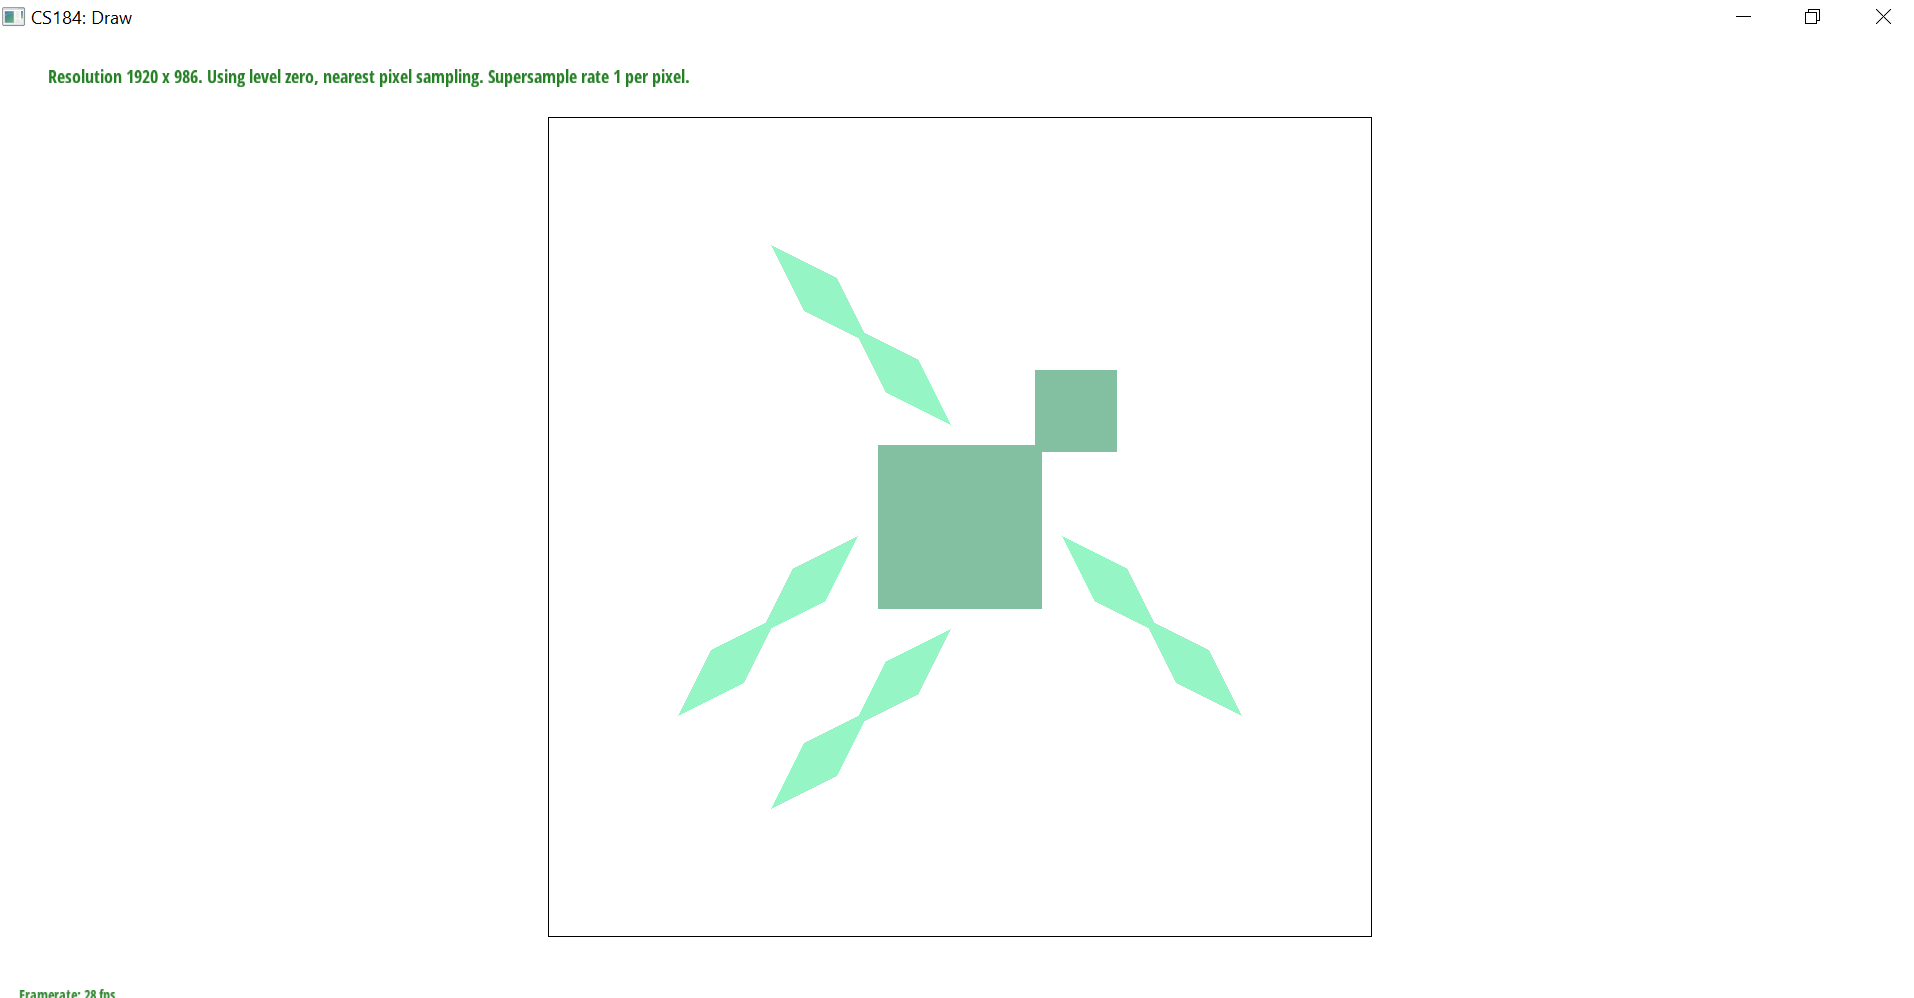 CS184: Draw
Resolution 1920 x 986. Using level zero, nearest pixel sampling. Supersample rate 1 per pixel.
Framerate: 28 fps